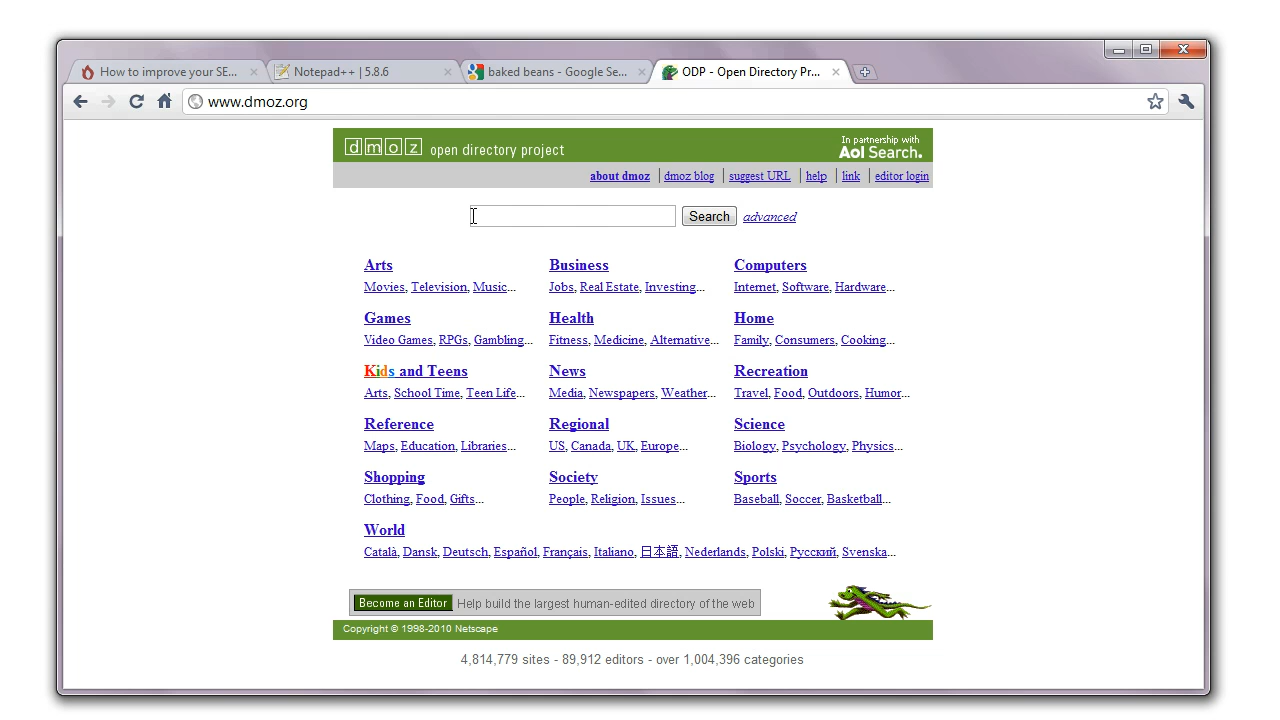 How to improve your SE...
Notepad++ | 5.8.6
baked beans - Google Se...
ODP - Open Directory Pr...
www.dmoz.org
dmoz open directory project
In partnership with
Aol Search.
about dmoz | dmoz blog | suggest URL | help | link | editor login
Search advanced
Arts
Movies, Television, Music...
Business
Jobs, Real Estate, Investing...
Computers
Internet, Software, Hardware...
Games
Video Games, RPGs, Gambling...
Health
Fitness, Medicine, Alternative...
Home
Family, Consumers, Cooking...
Kids and Teens
Arts, School Time, Teen Life...
News
Media, Newspapers, Weather...
Recreation
Travel, Food, Outdoors, Humor...
Reference
Maps, Education, Libraries...
Regional
US, Canada, UK, Europe...
Science
Biology, Psychology, Physics...
Shopping
Clothing, Food, Gifts...
Society
People, Religion, Issues...
Sports
Baseball, Soccer, Basketball...
World
Català, Dansk, Deutsch, Español, Français, Italiano, 日本語, Nederlands, Polski, Русский, Svenska...
Become an Editor Help build the largest human-edited directory of the web
Copyright © 1998-2010 Netscape
4,814,779 sites - 89,912 editors - over 1,004,396 categories